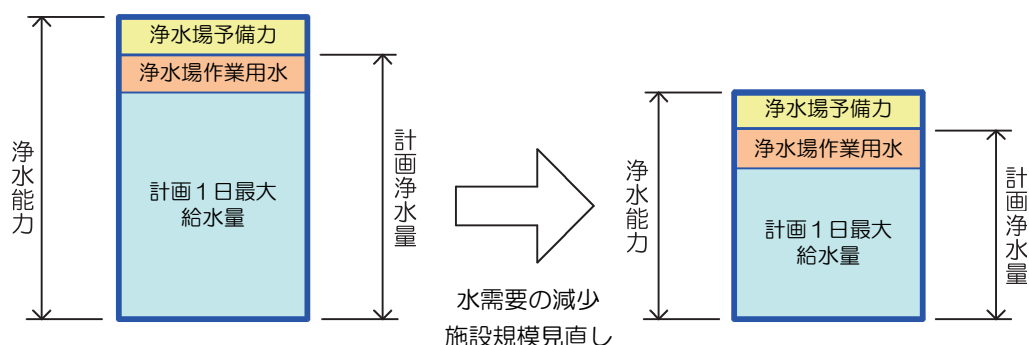 浄水能力
浄水場予備力
浄水場作業用水
計画１日最大
給水量
計画浄水量
水需要の減少
施設規模見直し
浄水能力
浄水場予備力
浄水場作業用水
計画１日最大
給水量
計画浄水量